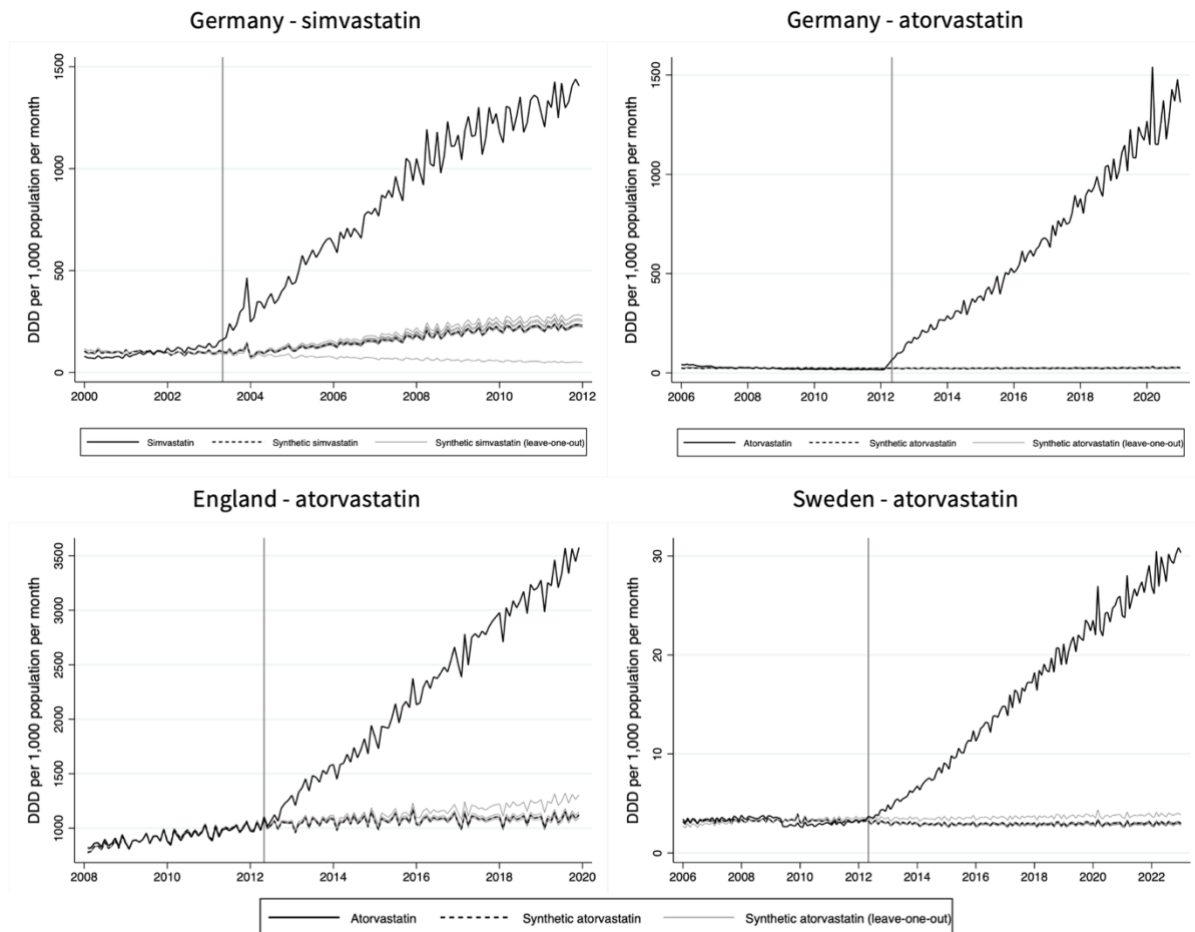 Germany - simvastatin
DDD per 1,000 population per month
1500
1000
500
0
2000 2002 2004 2006 2008 2010 2012
Simvastatin Synthetic simvastatin Synthetic simvastatin (leave-one-out)
Germany - atorvastatin
DDD per 1,000 population per month
1500
1000
500
0
2006 2008 2010 2012 2014 2016 2018 2020
Atorvastatin Synthetic atorvastatin Synthetic atorvastatin (leave-one-out)
England - atorvastatin
DDD per 1,000 population per month
3500
3000
2500
2000
1500
1000
2008 2010 2012 2014 2016 2018 2020
Sweden - atorvastatin
DDD per 1,000 population per month
30
20
10
0
2006 2008 2010 2012 2014 2016 2018 2020 2022
Atorvastatin Synthetic atorvastatin Synthetic atorvastatin (leave-one-out)